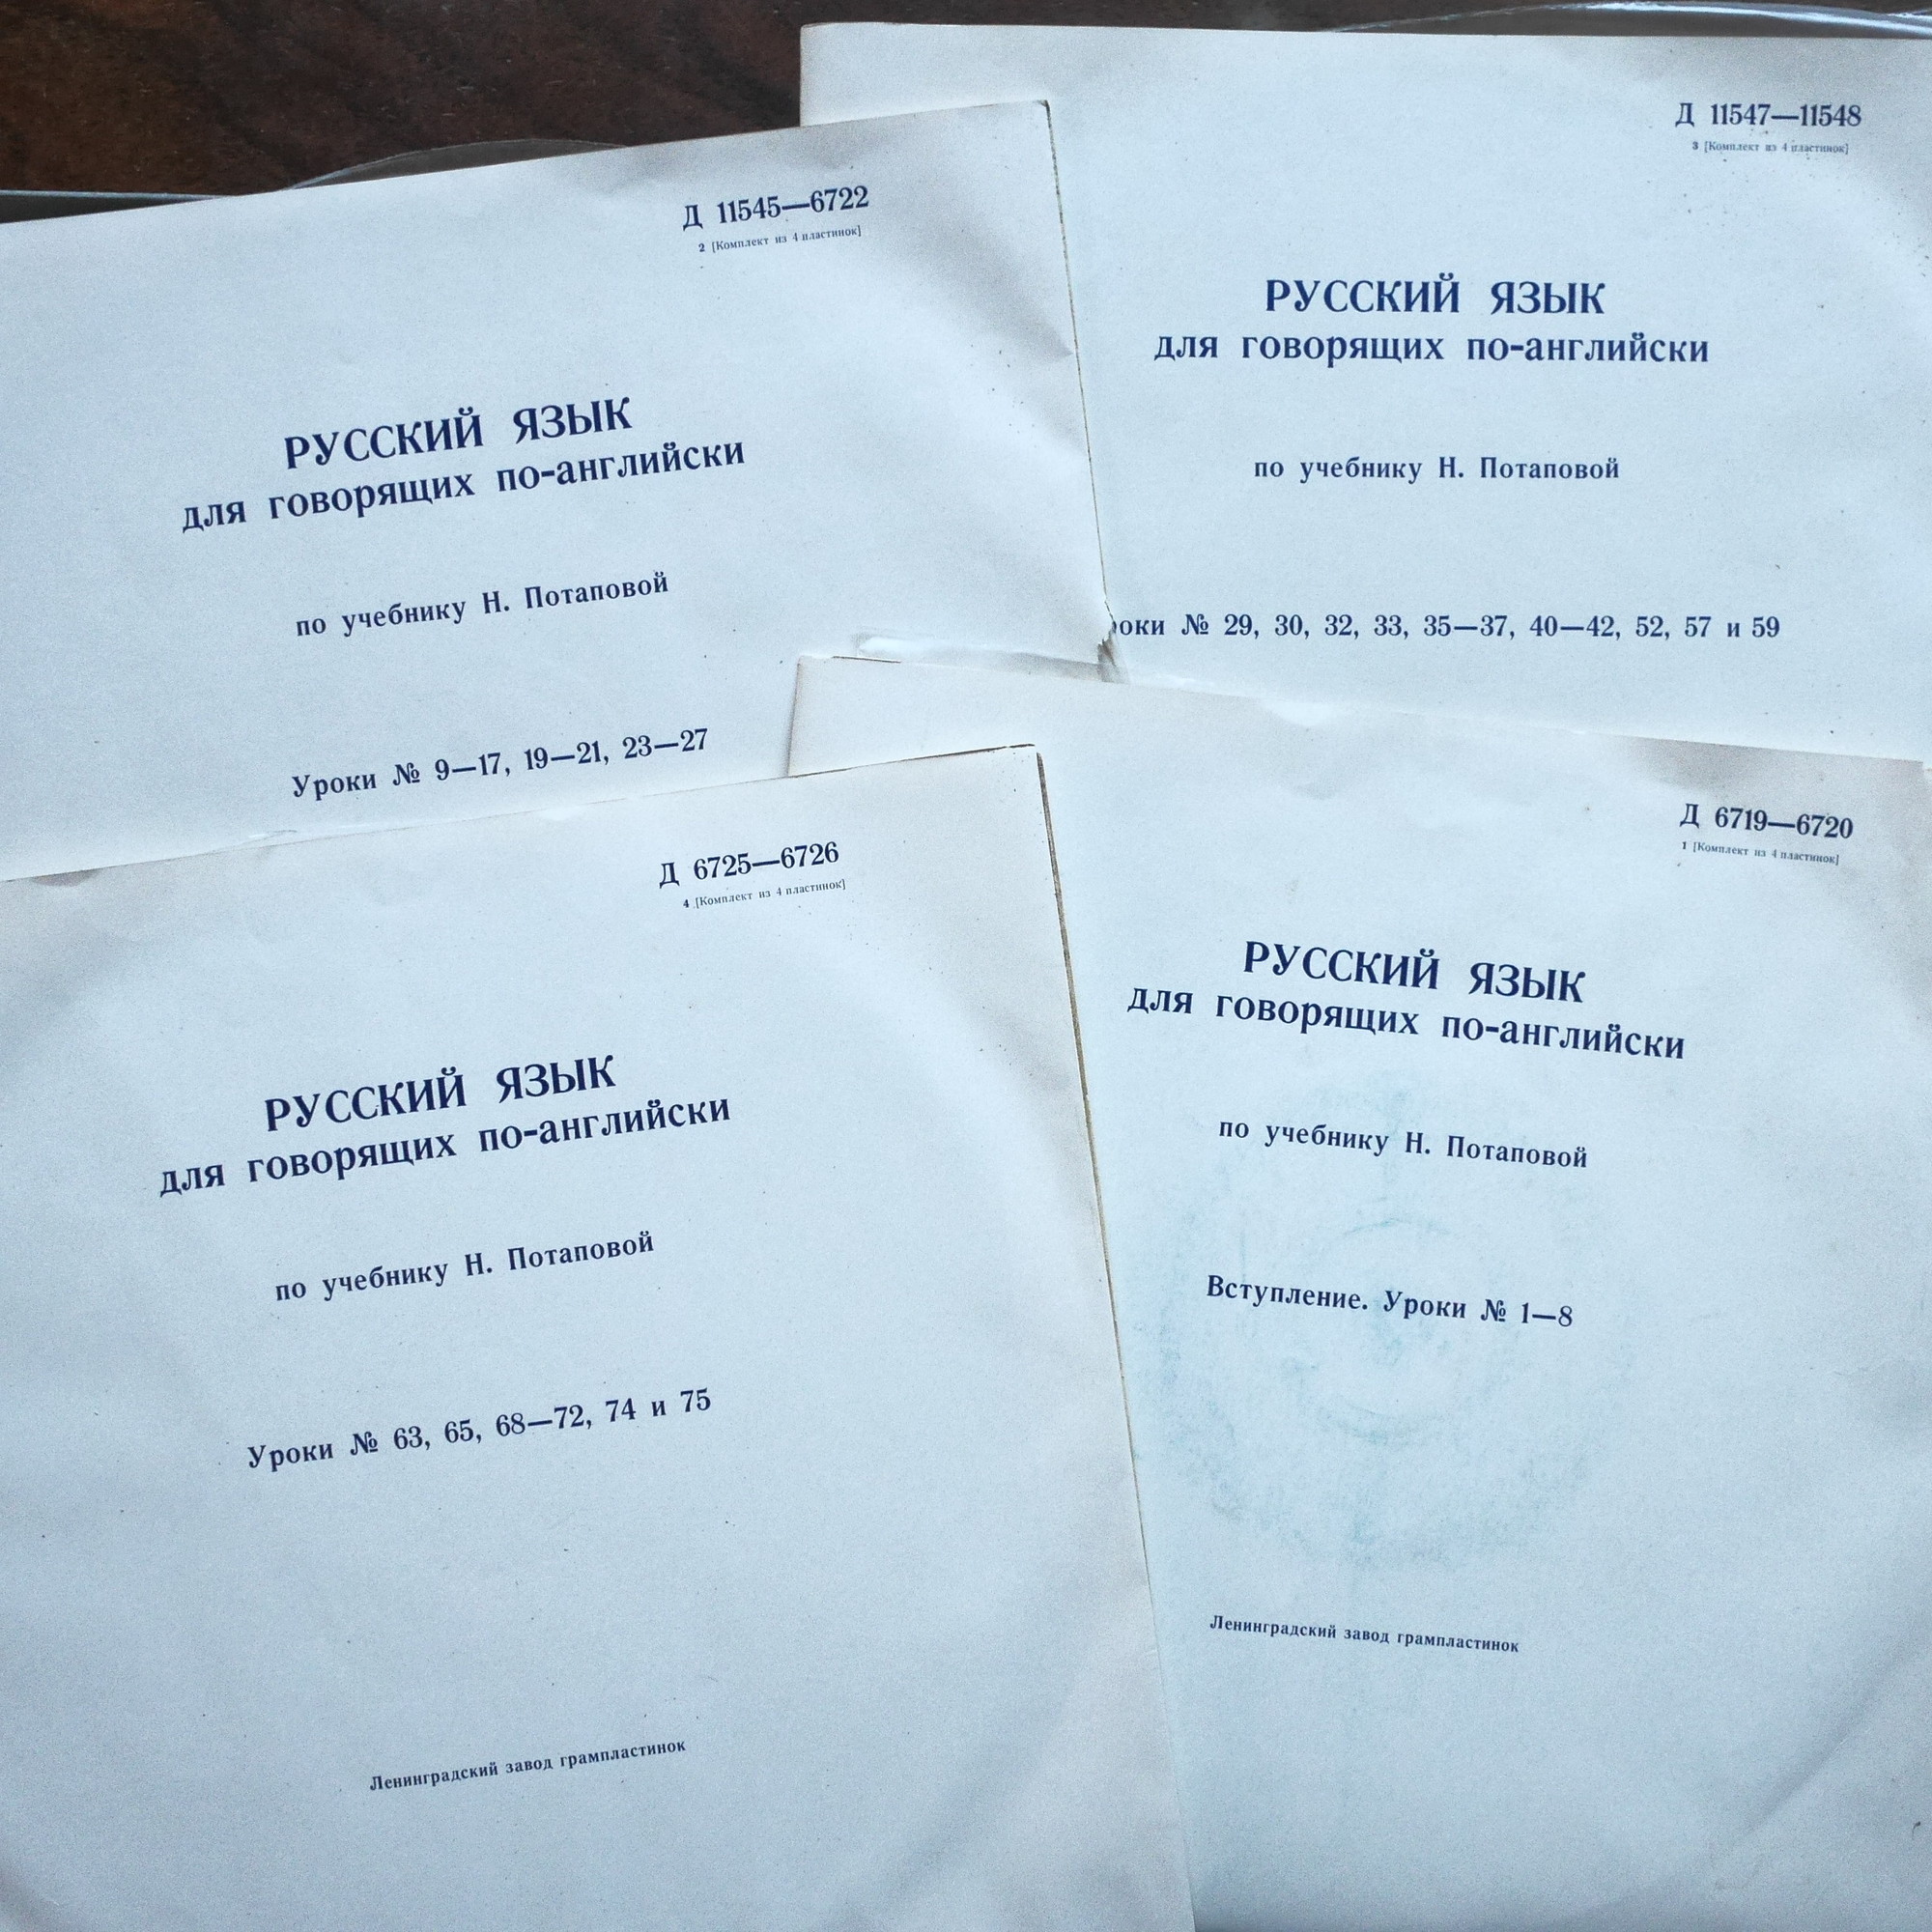 Д 11545—6722
2 [Комплект из 4 пластинок]
РУССКИЙ ЯЗЫК
для говорящих по-английски
по учебнику Н. Потаповой
Уроки № 9—17, 19—21, 23—27
Д 11547—11548
3 [Комплект из 4 пластинок]
РУССКИЙ ЯЗЫК
для говорящих по-английски
по учебнику Н. Потаповой
роки № 29, 30, 32, 33, 35—37, 40—42, 52, 57 и 59
Д 6725—6726
4 [Комплект из 4 пластинок]
РУССКИЙ ЯЗЫК
для говорящих по-английски
по учебнику Н. Потаповой
Уроки № 63, 65, 68—72, 74 и 75
Ленинградский завод грампластинок
Д 6719—6720
1 [Комплект из 4 пластинок]
РУССКИЙ ЯЗЫК
для говорящих по-английски
по учебнику Н. Потаповой
Вступление. Уроки № 1—8
Ленинградский завод грампластинок